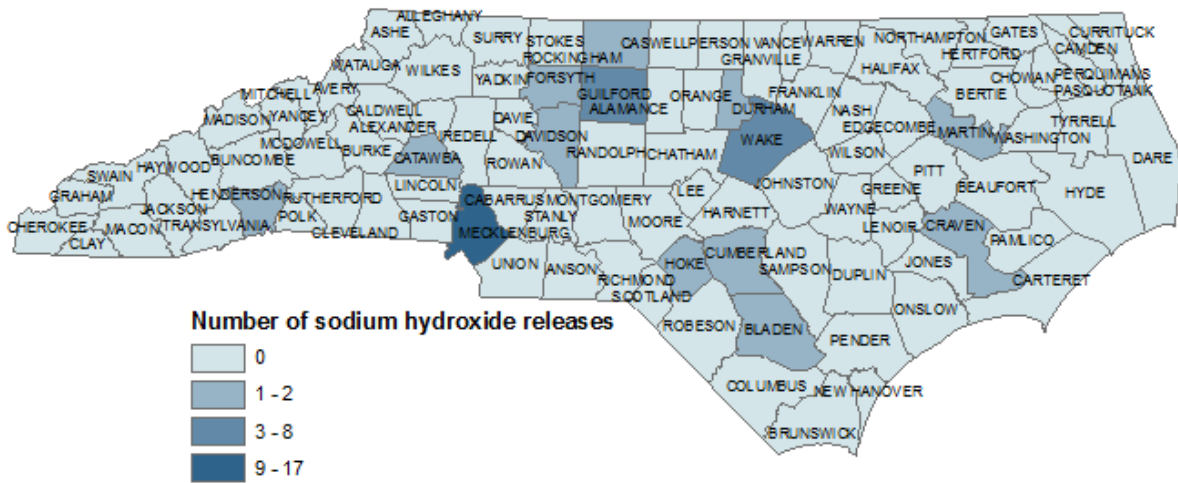 ALLEGHANY
ASHE
SURRY
STOKES
ROCKINGHAM
CASWELL
PERSON
VANCE
WARREN
GRANVILLE
NORTHAMPTON
GATES
CURRITUCK
HERTFORD
CAMDEN
WATAUGA
WILKES
YADKIN
FORSYTH
GUILFORD
ALAMANCE
ORANGE
DURHAM
FRANKLIN
HALIFAX
BERTIE
CHOWAN
PERQUIMANS
PASQUOTANK
MITCHELL
AVERY
YANCEY
MADISON
CALDWELL
ALEXANDER
IREDELL
DAVIE
DAVIDSON
RANDOLPH
CHATHAM
WAKE
NASH
EDGECOMBE
MARTIN
WASHINGTON
TYRRELL
DARE
MCDOWELL
BURKE
CATAWBA
ROWAN
WILSON
PITT
BEAUFORT
HYDE
SWAIN
HAYWOOD
BUNCOMBE
GRAHAM
HENDERSON
RUTHERFORD
LINCOLN
CABARRUS
MONTGOMERY
LEE
JOHNSTON
GREENE
WAYNE
JACKSON
POLK
CLEVELAND
GASTON
STANLY
MOORE
HARNETT
LENOIR
CRAVEN
PAMLICO
CHEROKEE
MACON
TRANSYLVANIA
CLAY
MECKLENBURG
UNION
ANSON
RICHMOND
SCOTLAND
HOKE
CUMBERLAND
SAMPSON
DUPLIN
JONES
CARTERET
ONSLOW
ROBESON
BLADEN
PENDER
COLUMBUS
NEW HANOVER
BRUNSWICK
Number of sodium hydroxide releases
0
1 - 2
3 - 8
9 - 17